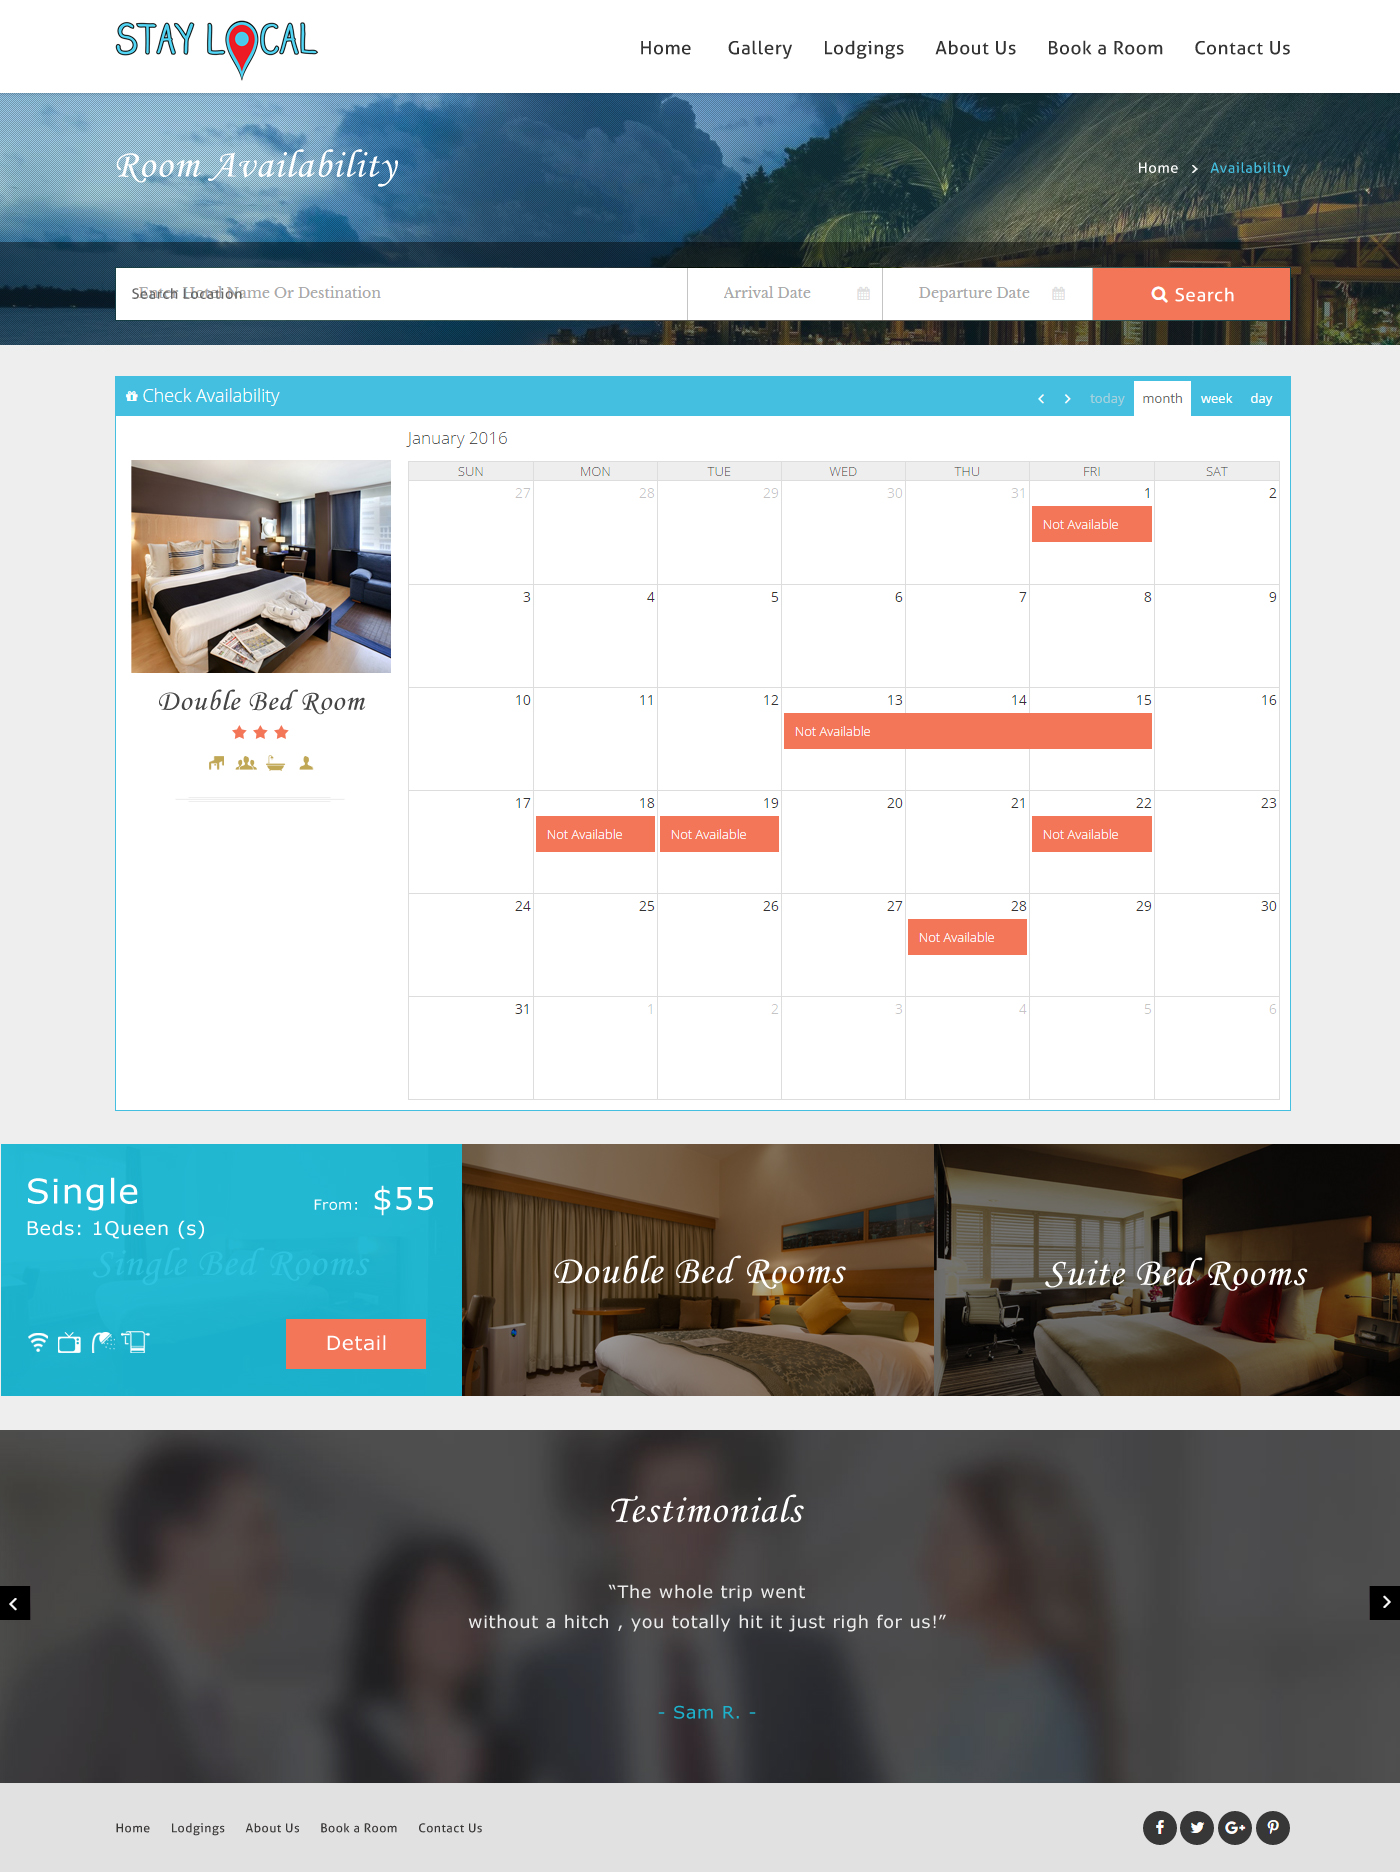 STAY LOCAL
Home Gallery Lodgings About Us Book a Room Contact Us
Room Availability
Home > Availability
Search Location Enter Hotel Name Or Destination Arrival Date Departure Date Search
Check Availability today month week day
January 2016
SUN MON TUE WED THU FRI SAT
27 28 29 30 31 1 2
Not Available
3 4 5 6 7 8 9
Double Bed Room
10 11 12 13 14 15 16
Not Available
17 18 19 20 21 22 23
Not Available Not Available Not Available
24 25 26 27 28 29 30
Not Available
31 1 2 3 4 5 6
Single
From: $55
Beds: 1Queen (s)
Single Bed Rooms
Detail
Double Bed Rooms
Suite Bed Rooms
Testimonials
“The whole trip went
without a hitch , you totally hit it just righ for us!”
- Sam R. -
Home Lodgings About Us Book a Room Contact Us
f G+